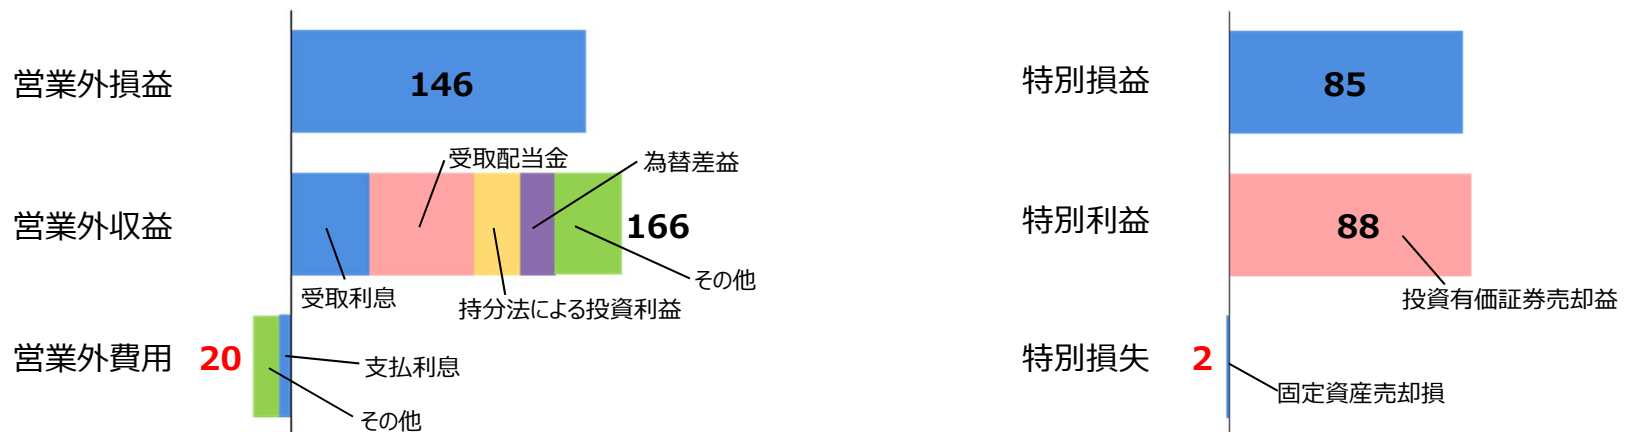 営業外損益
146
受取配当金
為替差益
営業外収益
166
受取利息
持分法による投資利益
その他
営業外費用
20
支払利息
その他
特別損益
85
特別利益
88
投資有価証券売却益
特別損失
2
固定資産売却損